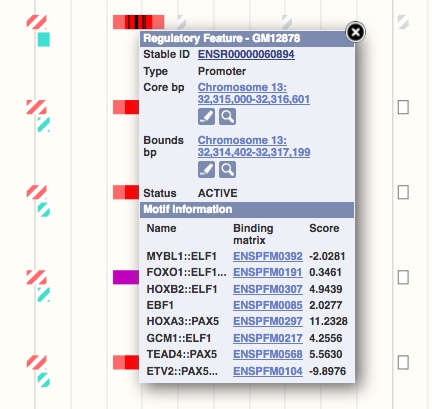 Regulatory Feature - GM12878
Stable ID ENSR00000060894
Type Promoter
Core bp Chromosome 13:
32,315,000-32,316,601
Bounds Chromosome 13:
bp 32,314,402-32,317,199
Status ACTIVE
Motif Information
Name Binding Score
matrix
MYBL1::ELF1 ENSPFM0392 -2.0281
FOXO1::ELF1... ENSPFM0191 0.3461
HOXB2::ELF1 ENSPFM0307 4.9439
EBF1 ENSPFM0085 2.0277
HOXA3::PAX5 ENSPFM0297 11.2328
GCM1::ELF1 ENSPFM0217 4.2556
TEAD4::PAX5 ENSPFM0568 5.5630
ETV2::PAX5... ENSPFM0104 -9.8976